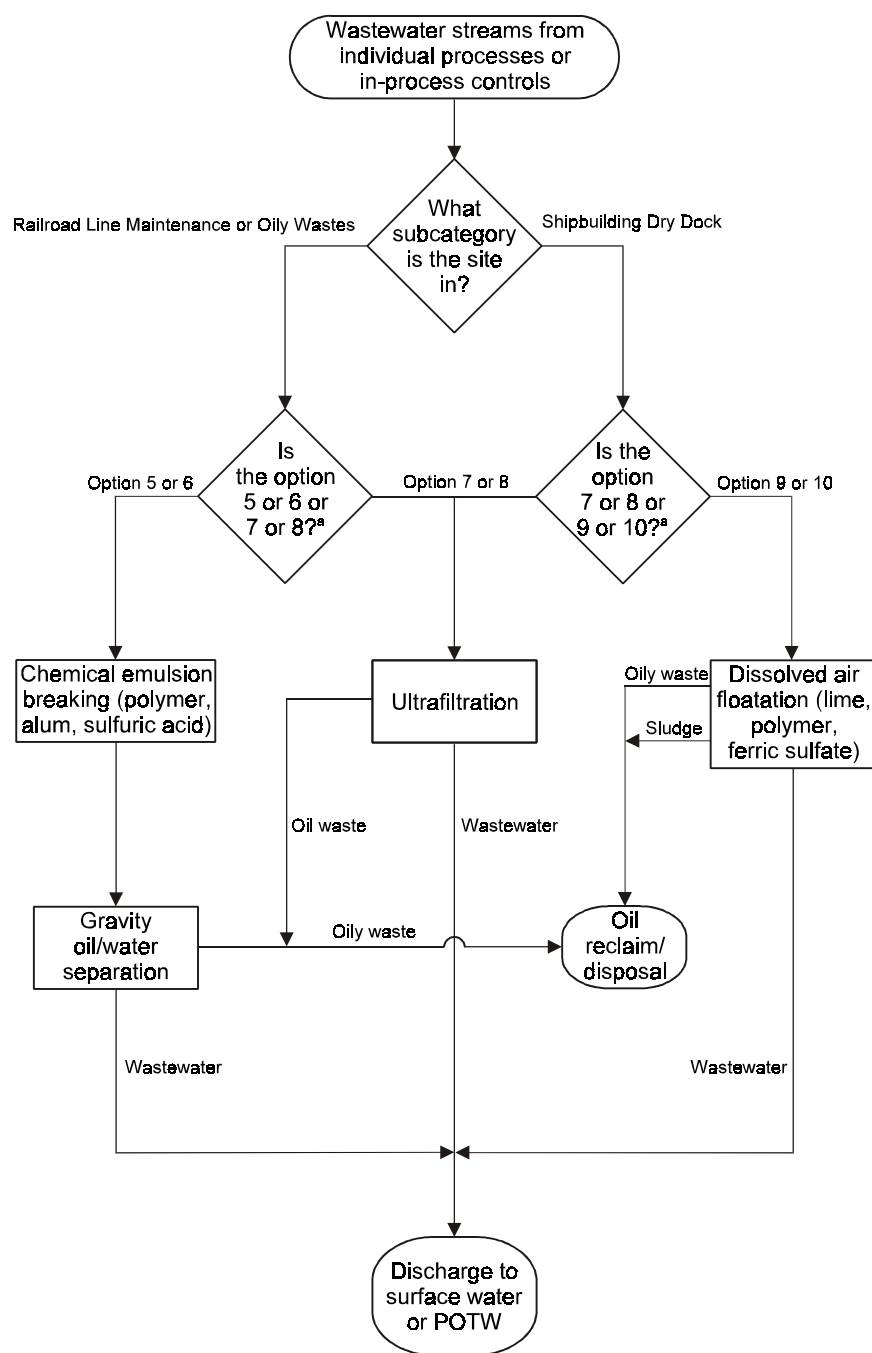 Wastewater streams from
individual processes or
in-process controls
What
subcategory
is the site
in?
Railroad Line Maintenance or Oily Wastes
Shipbuilding Dry Dock
Is
the option
5 or 6 or
7 or 8?ª
Is the
option
7 or 8 or
9 or 10?ª
Option 5 or 6
Option 7 or 8
Option 9 or 10
Chemical emulsion
breaking (polymer,
alum, sulfuric acid)
Ultrafiltration
Oily waste
Dissolved air
floatation (lime,
polymer,
ferric sulfate)
Sludge
Oil waste
Wastewater
Gravity
oil/water
separation
Oily waste
Oil
reclaim/
disposal
Wastewater
Wastewater
Discharge to
surface water
or POTW